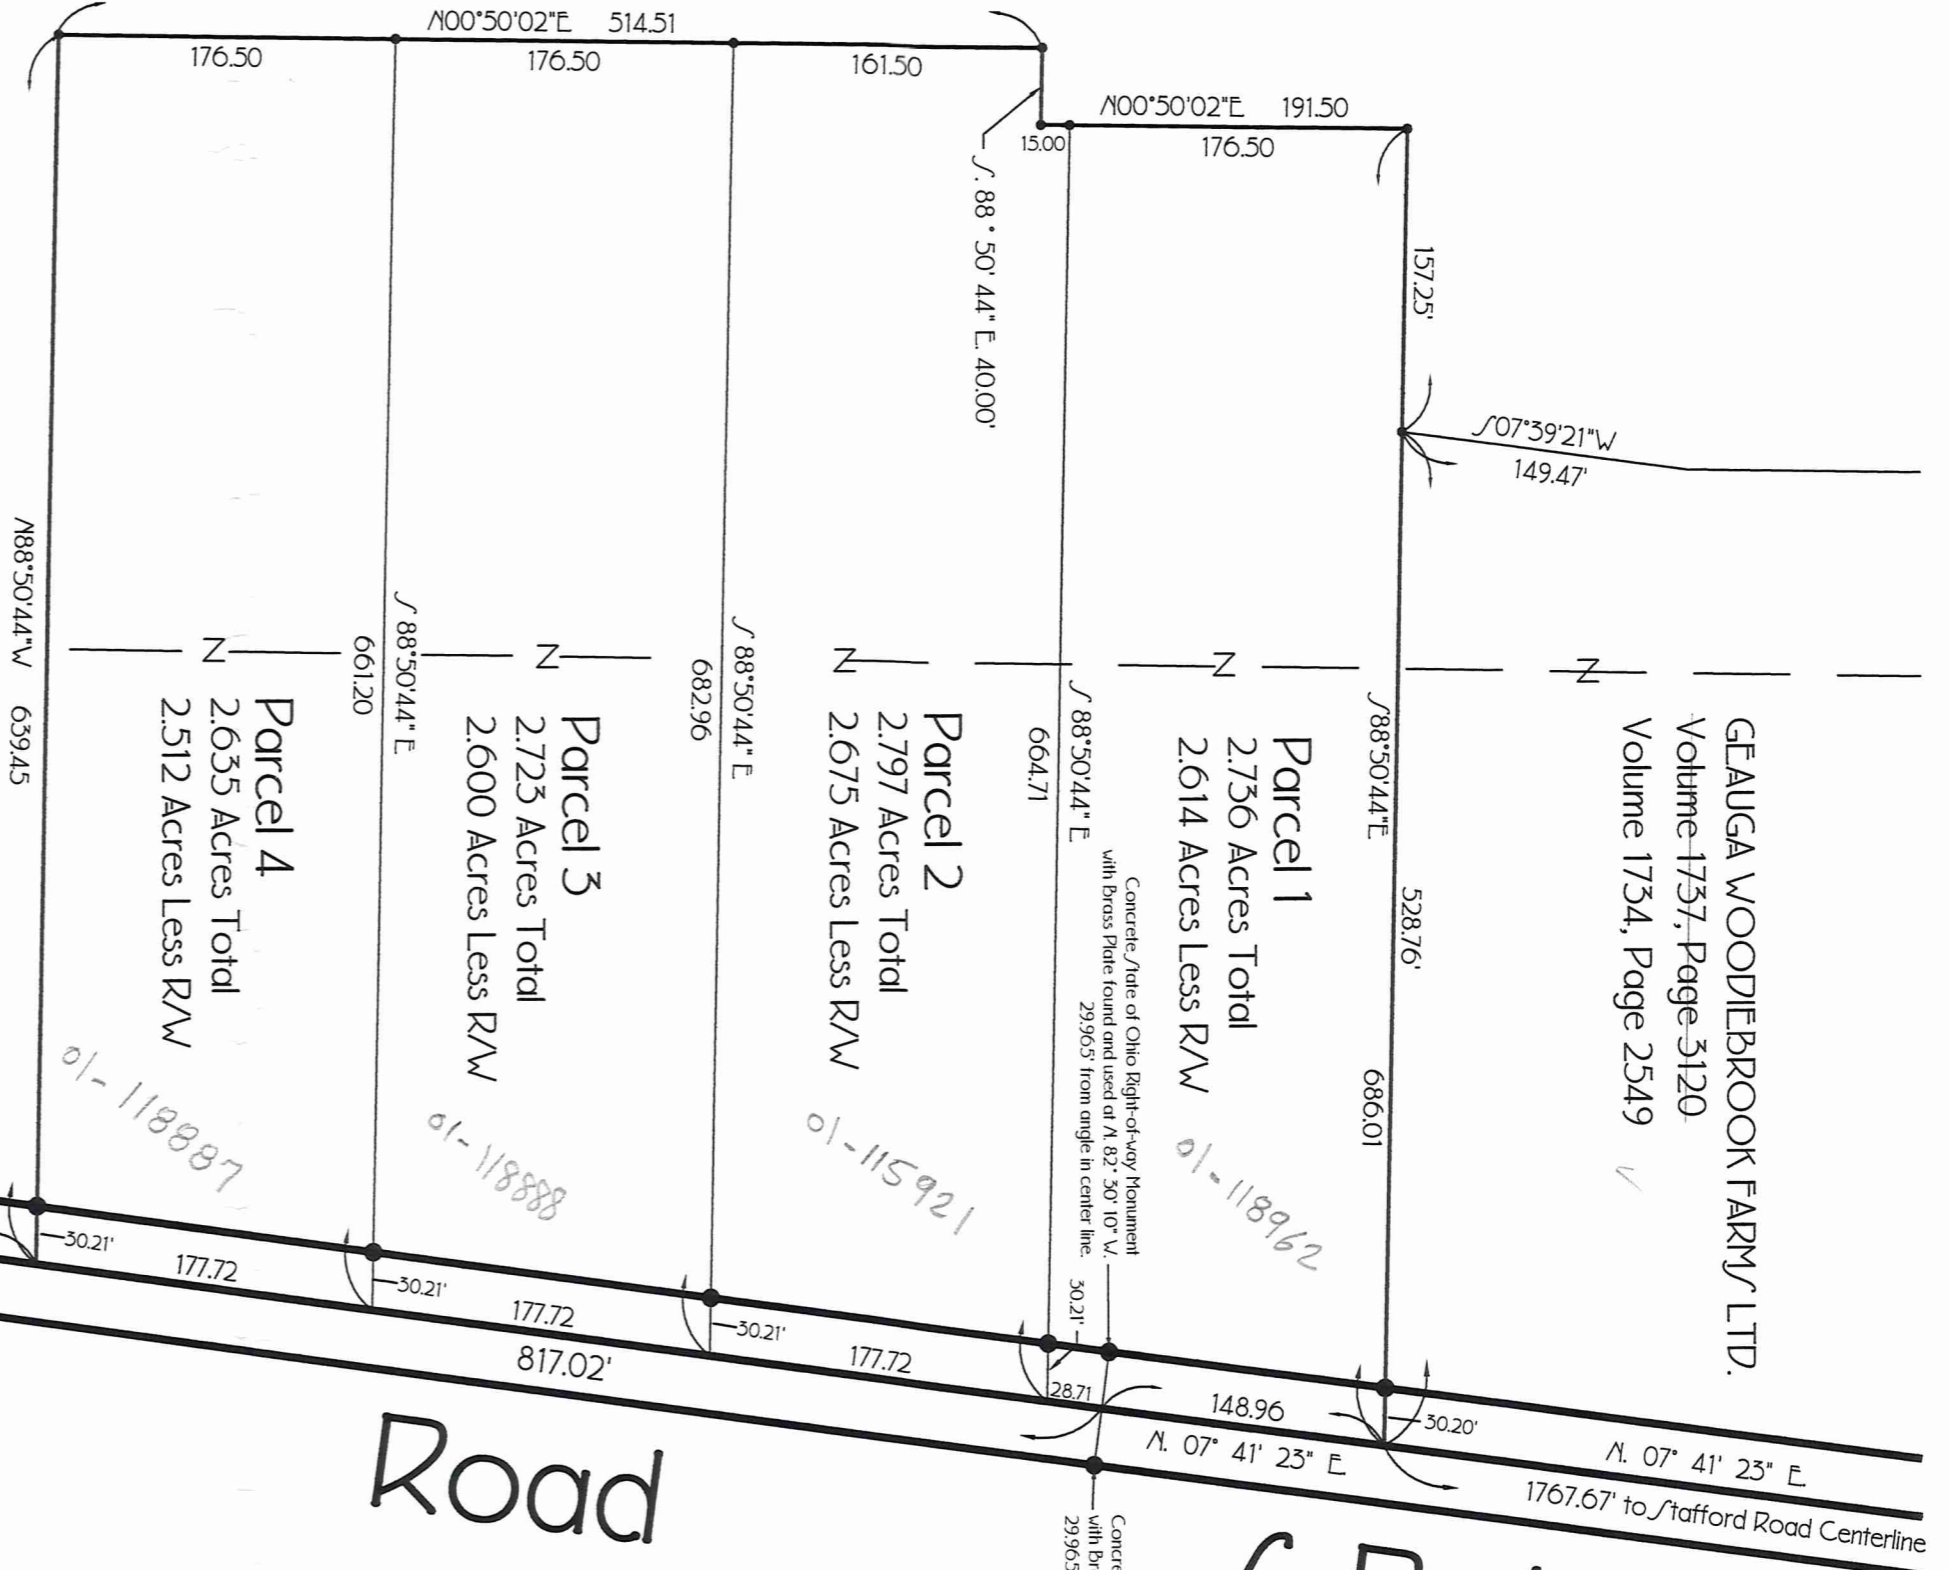 N00°50'02"E 514.51
176.50
176.50
161.50
N00°50'02"E 191.50
15.00
176.50
S. 88° 50' 44" E. 40.00'
157.25'
S07°39'21"W
149.47'
N88°50'44"W 639.45
S 88°50'44" E
661.20
S 88°50'44" E
682.96
S 88°50'44" E
664.71
S88°50'44"E
528.76'
686.01
N
N
N
N
N
Parcel 4
2.635 Acres Total
2.512 Acres Less R/W
01-118887
Parcel 3
2.723 Acres Total
2.600 Acres Less R/W
01-118888
Parcel 2
2.797 Acres Total
2.675 Acres Less R/W
01-115921
Parcel 1
2.736 Acres Total
2.614 Acres Less R/W
01-118962
Concrete State of Ohio Right-of-way Monument
with Brass Plate found and used at N. 82° 30' 10" W.
29.965' from angle in center line.
GEAUGA WOODIEBROOK FARMS LTD.
Volume 1737, Page 3120
Volume 1734, Page 2549
30.21'
177.72
30.21'
177.72
30.21'
177.72
30.21'
28.71
148.96
30.20'
817.02'
N. 07° 41' 23" E
N. 07° 41' 23" E
1767.67' to Stafford Road Centerline
Road
Concre
with Br
29.965